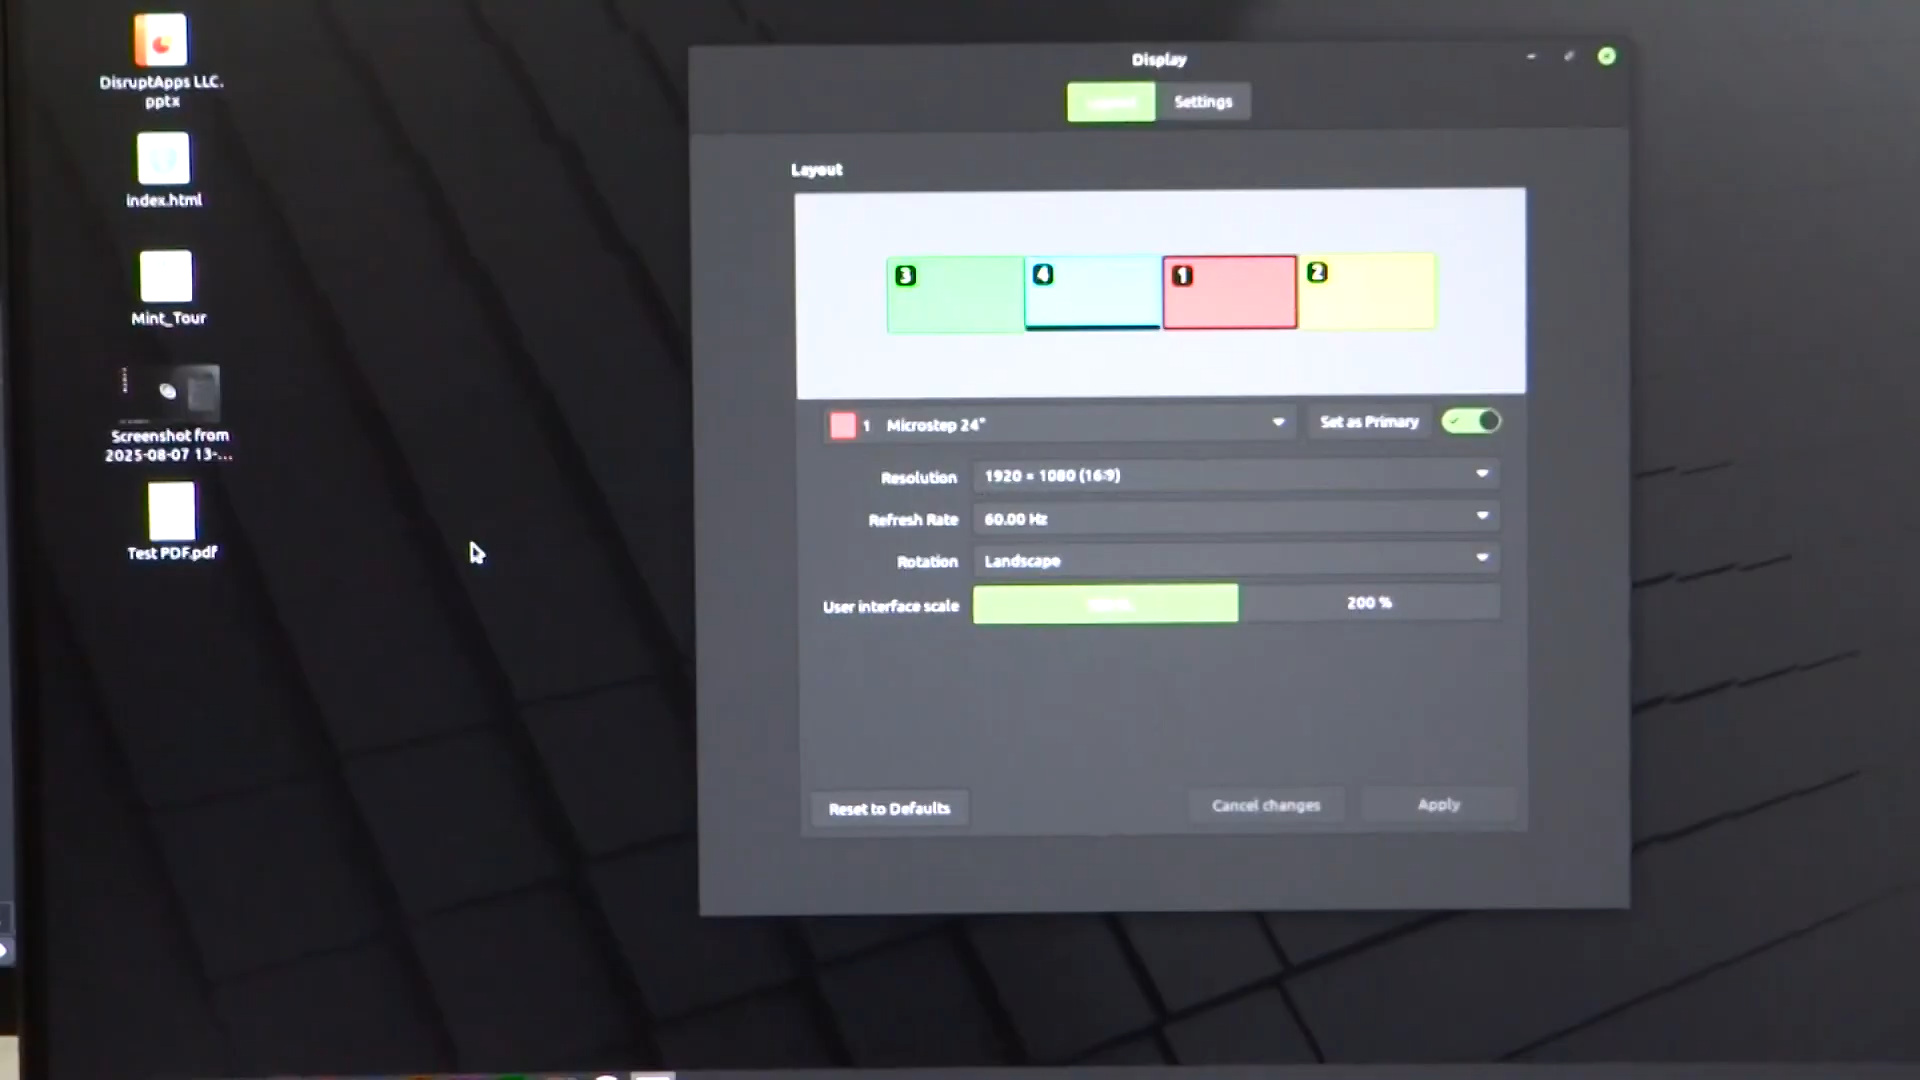 DisruptApps LLC.
pptx
index.html
Mint_Tour
Screenshot from
2025-08-07 13-...
Test PDF.pdf
Display
Settings
Layout
3
4
1
2
1 Microstep 24"
Set as Primary
Resolution
1920 × 1080 (16:9)
Refresh Rate
60.00 Hz
Rotation
Landscape
User interface scale
200 %
Reset to Defaults
Cancel changes
Apply